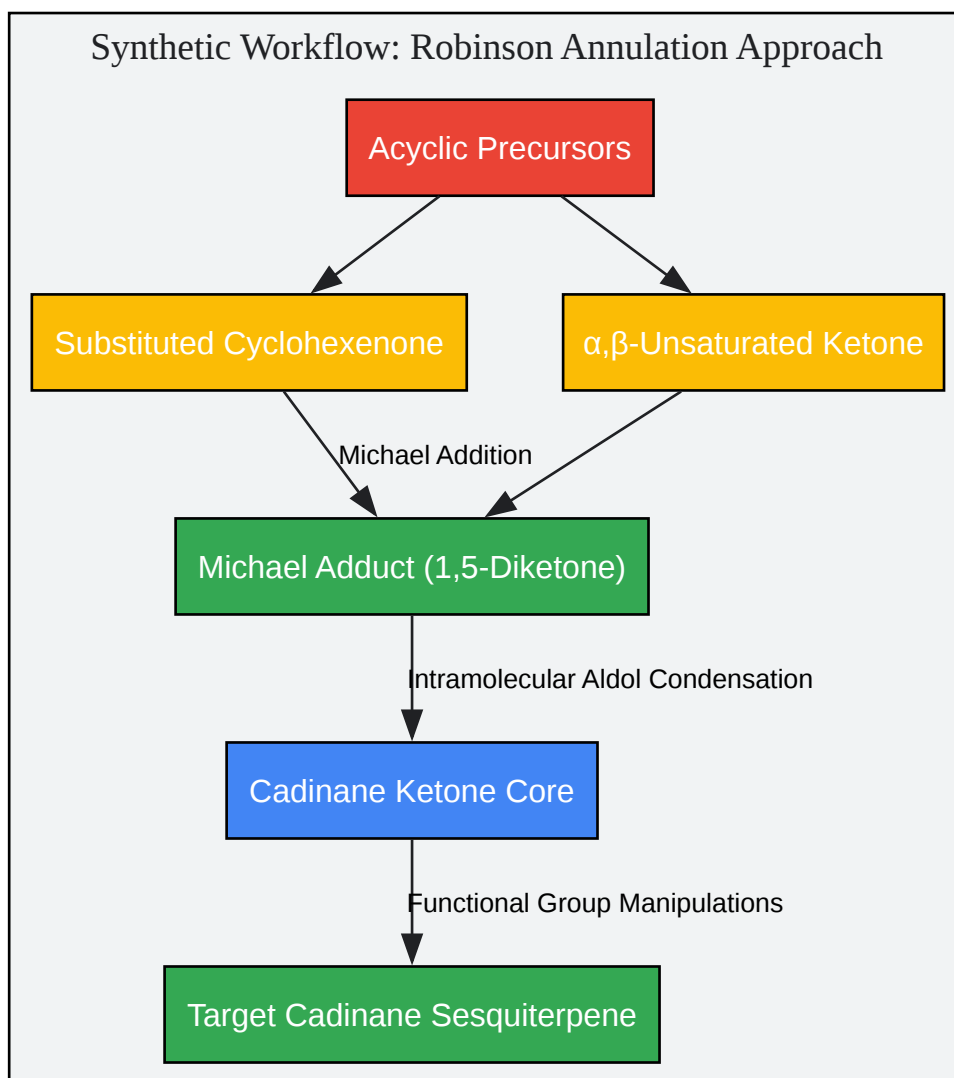 Synthetic Workflow: Robinson Annulation Approach
Acyclic Precursors
Substituted Cyclohexenone
α,β-Unsaturated Ketone
Michael Addition
Michael Adduct (1,5-Diketone)
Intramolecular Aldol Condensation
Cadinane Ketone Core
Functional Group Manipulations
Target Cadinane Sesquiterpene